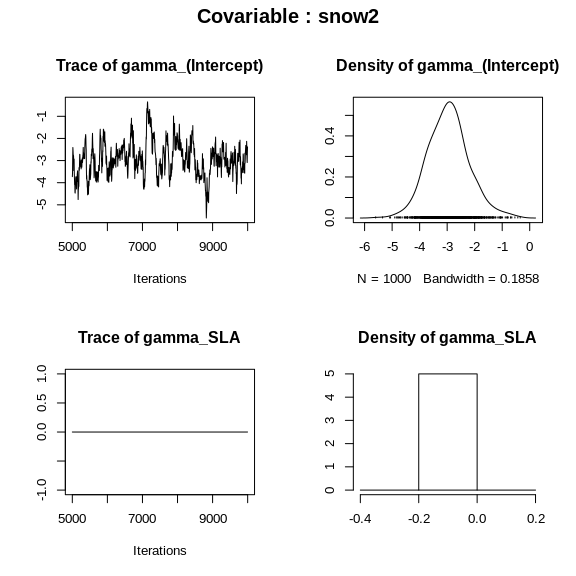 Covariable : snow2
Trace of gamma_(Intercept)
-1
-2
-3
-4
-5
5000 7000 9000
Iterations
Density of gamma_(Intercept)
0.4
0.2
0.0
-6 -5 -4 -3 -2 -1 0
N = 1000 Bandwidth = 0.1858
Trace of gamma_SLA
1.0
0.5
0.0
-1.0
5000 7000 9000
Iterations
Density of gamma_SLA
5
4
3
2
1
0
-0.4 -0.2 0.0 0.2